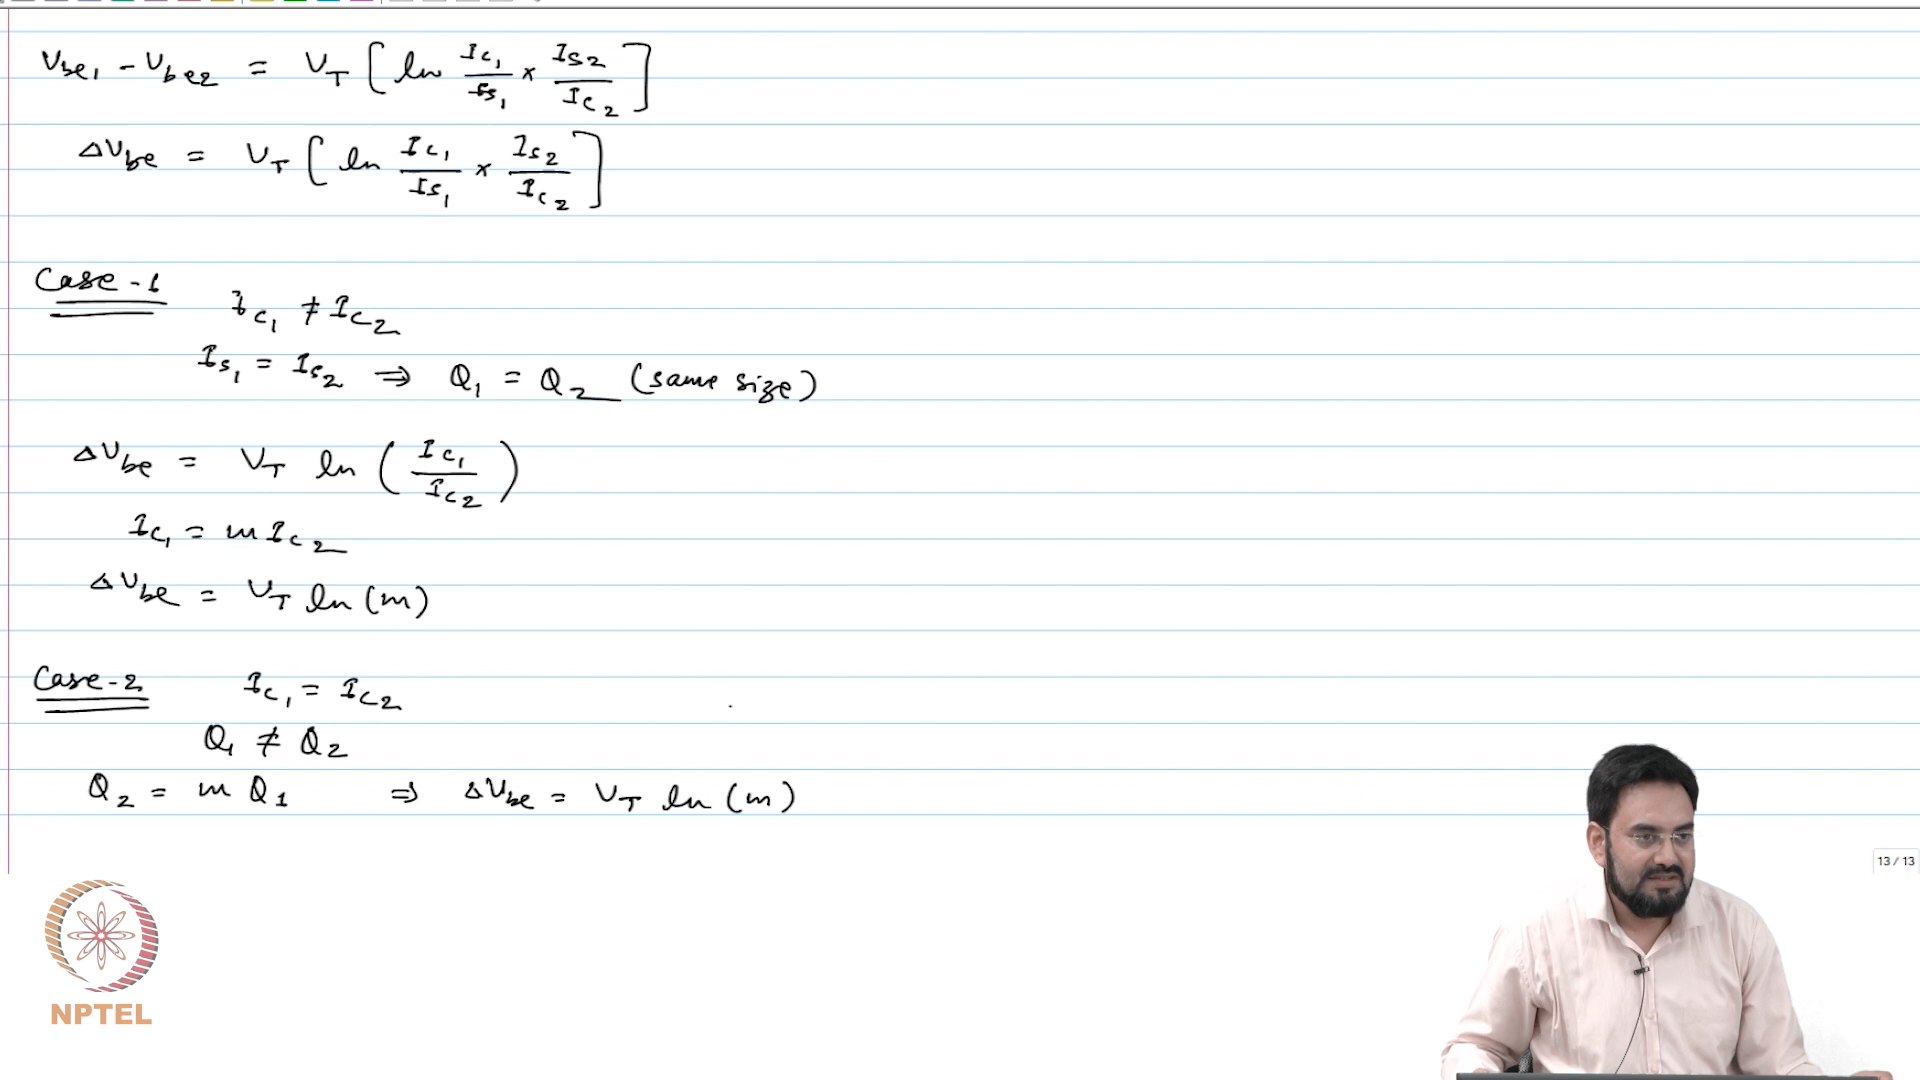 Vbe1 - Vbe2 = VT [ ln Ic1/Is1 × Is2/Ic2 ]
ΔVbe = VT [ ln Ic1/Is1 × Is2/Ic2 ]
Case-1
Ic1 ≠ Ic2
Is1 = Is2 ⇒ Q1 = Q2 (same size)
ΔVbe = VT ln ( Ic1/Ic2 )
Ic1 = m Ic2
ΔVbe = VT ln (m)
Case-2 Ic1 = Ic2
Q1 ≠ Q2
Q2 = m Q1 ⇒ ΔVbe = VT ln (m)
13 / 13
NPTEL